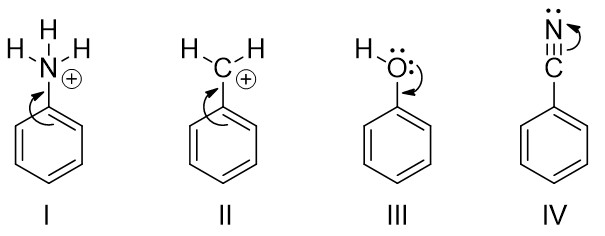 H
H N H ⊕
H C H ⊕
H O
N
C
I II III IV